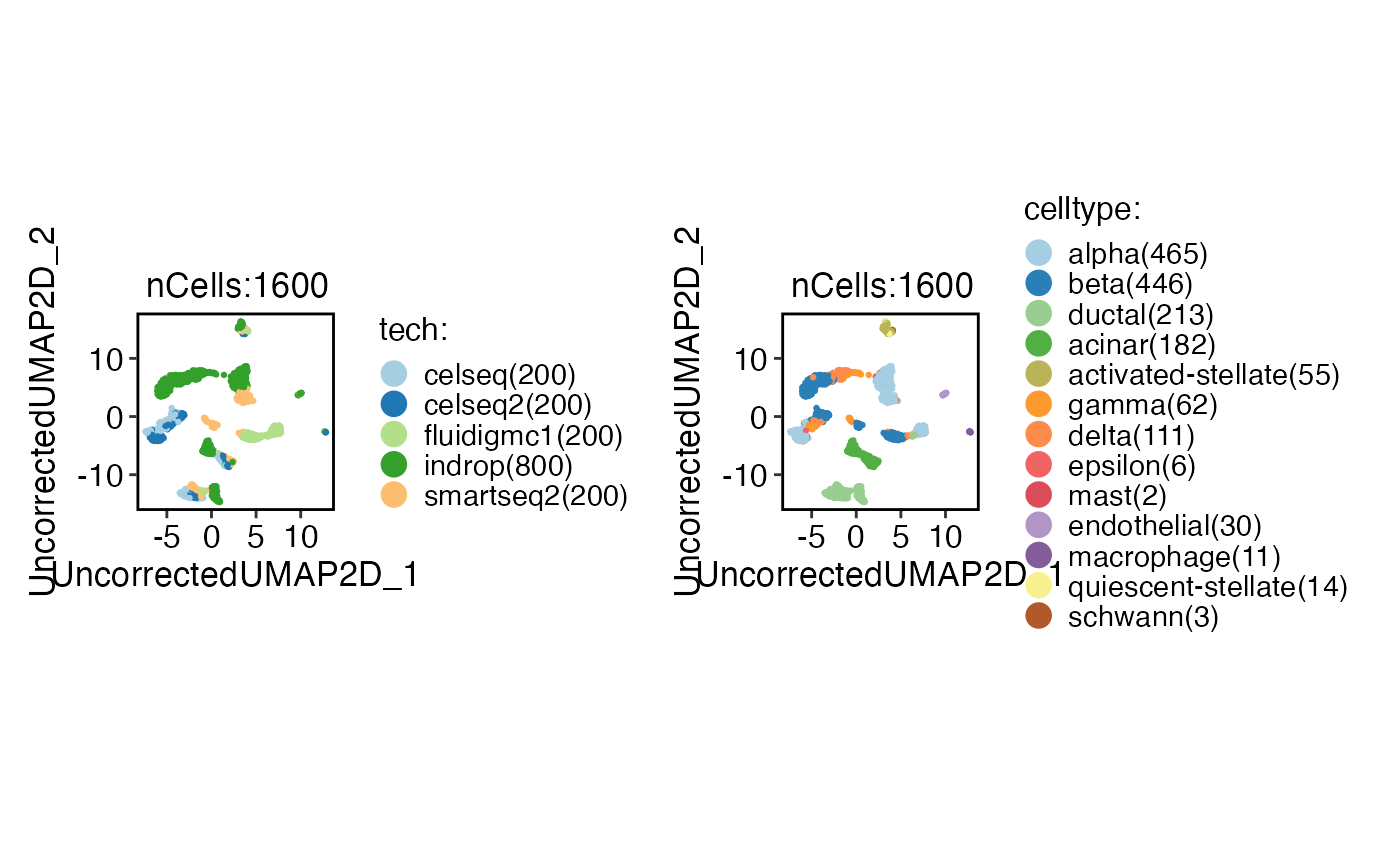 nCells:1600
UncorrectedUMAP2D_2
10
0
-10
-5 0 5 10
UncorrectedUMAP2D_1
tech:
celseq(200)
celseq2(200)
fluidigmc1(200)
indrop(800)
smartseq2(200)
nCells:1600
UncorrectedUMAP2D_2
10
0
-10
-5 0 5 10
UncorrectedUMAP2D_1
celltype:
alpha(465)
beta(446)
ductal(213)
acinar(182)
activated-stellate(55)
gamma(62)
delta(111)
epsilon(6)
mast(2)
endothelial(30)
macrophage(11)
quiescent-stellate(14)
schwann(3)